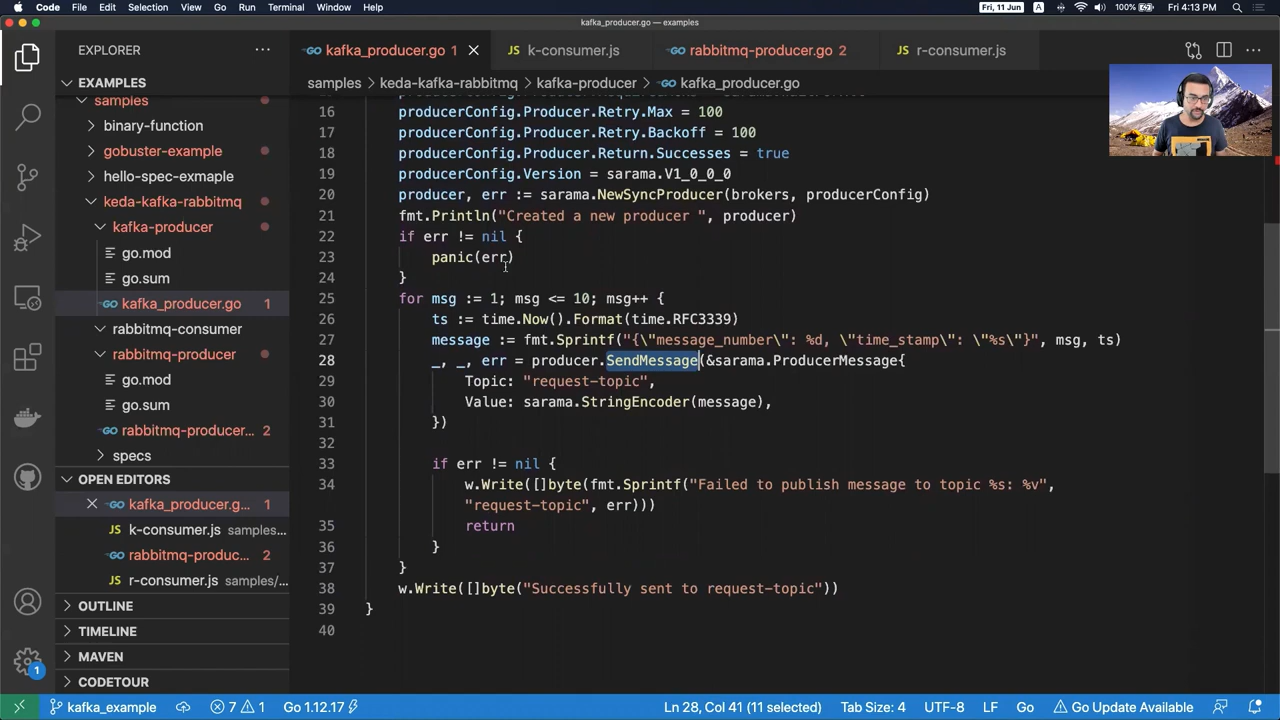 Code File Edit Selection View Go Run Terminal Window Help
Fri, 11 Jun A 100% Fri 4:13 PM
kafka_producer.go — examples
EXPLORER
EXAMPLES
samples
binary-function
gobuster-example
hello-spec-exmaple
keda-kafka-rabbitmq
kafka-producer
go.mod
go.sum
kafka_producer.go 1
rabbitmq-consumer
rabbitmq-producer
go.mod
go.sum
rabbitmq-producer... 2
specs
OPEN EDITORS
kafka_producer.g... 1
JS k-consumer.js samples...
rabbitmq-produc... 2
JS r-consumer.js samples/...
OUTLINE
TIMELINE
MAVEN
CODETOUR
1
kafka_producer.go 1
JS k-consumer.js
rabbitmq-producer.go 2
JS r-consumer.js
samples > keda-kafka-rabbitmq > kafka-producer > kafka_producer.go
16 producerConfig.Producer.Retry.Max = 100
17 producerConfig.Producer.Retry.Backoff = 100
18 producerConfig.Producer.Return.Successes = true
19 producerConfig.Version = sarama.V1_0_0_0
20 producer, err := sarama.NewSyncProducer(brokers, producerConfig)
21 fmt.Println("Created a new producer ", producer)
22 if err != nil {
23 panic(err)
24 }
25 for msg := 1; msg <= 10; msg++ {
26 ts := time.Now().Format(time.RFC3339)
27 message := fmt.Sprintf("{\"message_number\": %d, \"time_stamp\": \"%s\"}", msg, ts)
28 _, _, err = producer.SendMessage(&sarama.ProducerMessage{
29 Topic: "request-topic",
30 Value: sarama.StringEncoder(message),
31 })
32
33 if err != nil {
34 w.Write([]byte(fmt.Sprintf("Failed to publish message to topic %s: %v",
"request-topic", err)))
35 return
36 }
37 }
38 w.Write([]byte("Successfully sent to request-topic"))
39 }
40
kafka_example 7 1 Go 1.12.17 Ln 28, Col 41 (11 selected) Tab Size: 4 UTF-8 LF Go Go Update Available